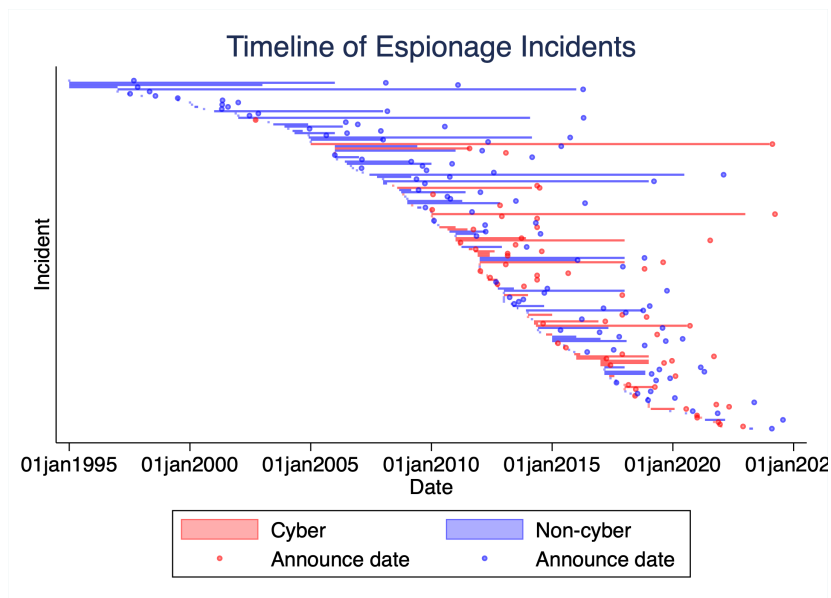 Timeline of Espionage Incidents
Incident
01jan1995 01jan2000 01jan2005 01jan2010 01jan2015 01jan2020 01jan202
Date
Cyber Non-cyber
Announce date Announce date